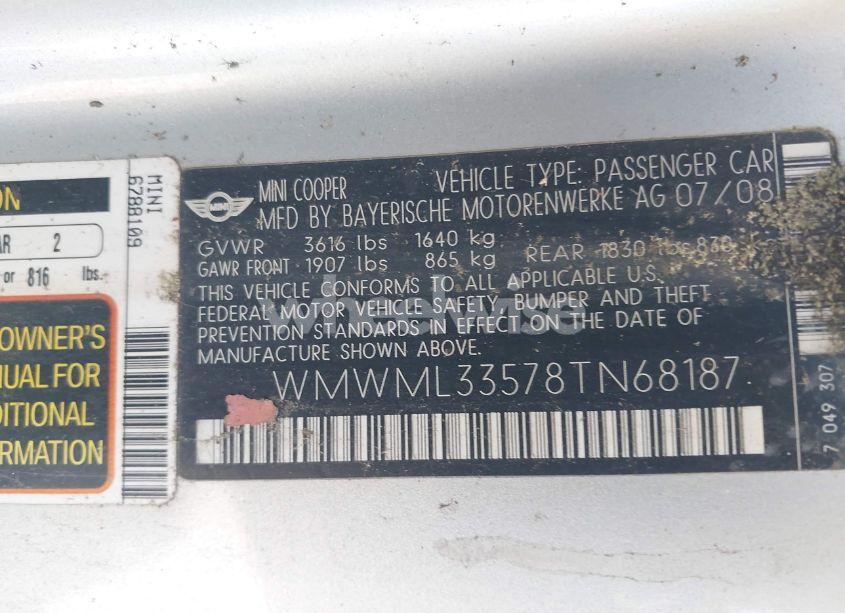 ON
AR 2
or 816 lbs.
OWNER'S
NUAL FOR
DITIONAL
ORMATION
MINI
6788109
MINI
MINI COOPER VEHICLE TYPE: PASSENGER CAR
MFD BY BAYERISCHE MOTORENWERKE AG 07/08
GVWR 3616 lbs 1640 kg
GAWR FRONT 1907 lbs 865 kg REAR 1830 lbs 830
THIS VEHICLE CONFORMS TO ALL APPLICABLE U.S.
FEDERAL MOTOR VEHICLE SAFETY, BUMPER AND THEFT
PREVENTION STANDARDS IN EFFECT ON THE DATE OF
MANUFACTURE SHOWN ABOVE.
WMWML33578TN68187
7 049 307